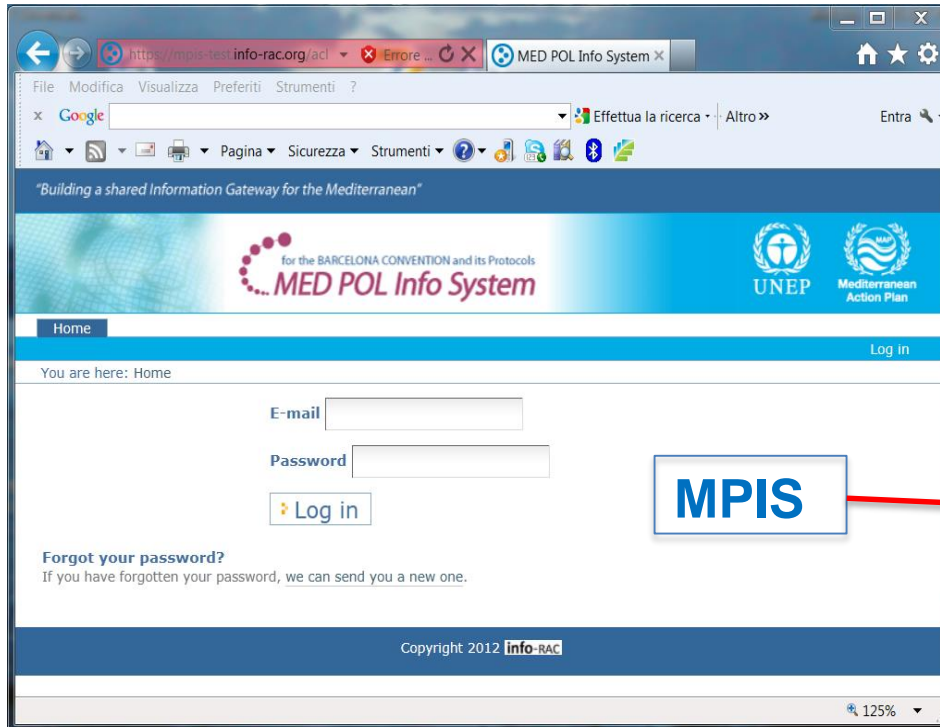 https://mpis-test.info-rac.org/acl Errore ... MED POL Info System
File Modifica Visualizza Preferiti Strumenti ?
x Google Effettua la ricerca Altro » Entra
Pagina Sicurezza Strumenti
"Building a shared Information Gateway for the Mediterranean"
for the BARCELONA CONVENTION and its Protocols
MED POL Info System
UNEP
MAP
Mediterranean
Action Plan
Home
Log in
You are here: Home
E-mail
Password
Log in
MPIS
Forgot your password?
If you have forgotten your password, we can send you a new one.
Copyright 2012 info-RAC
125%